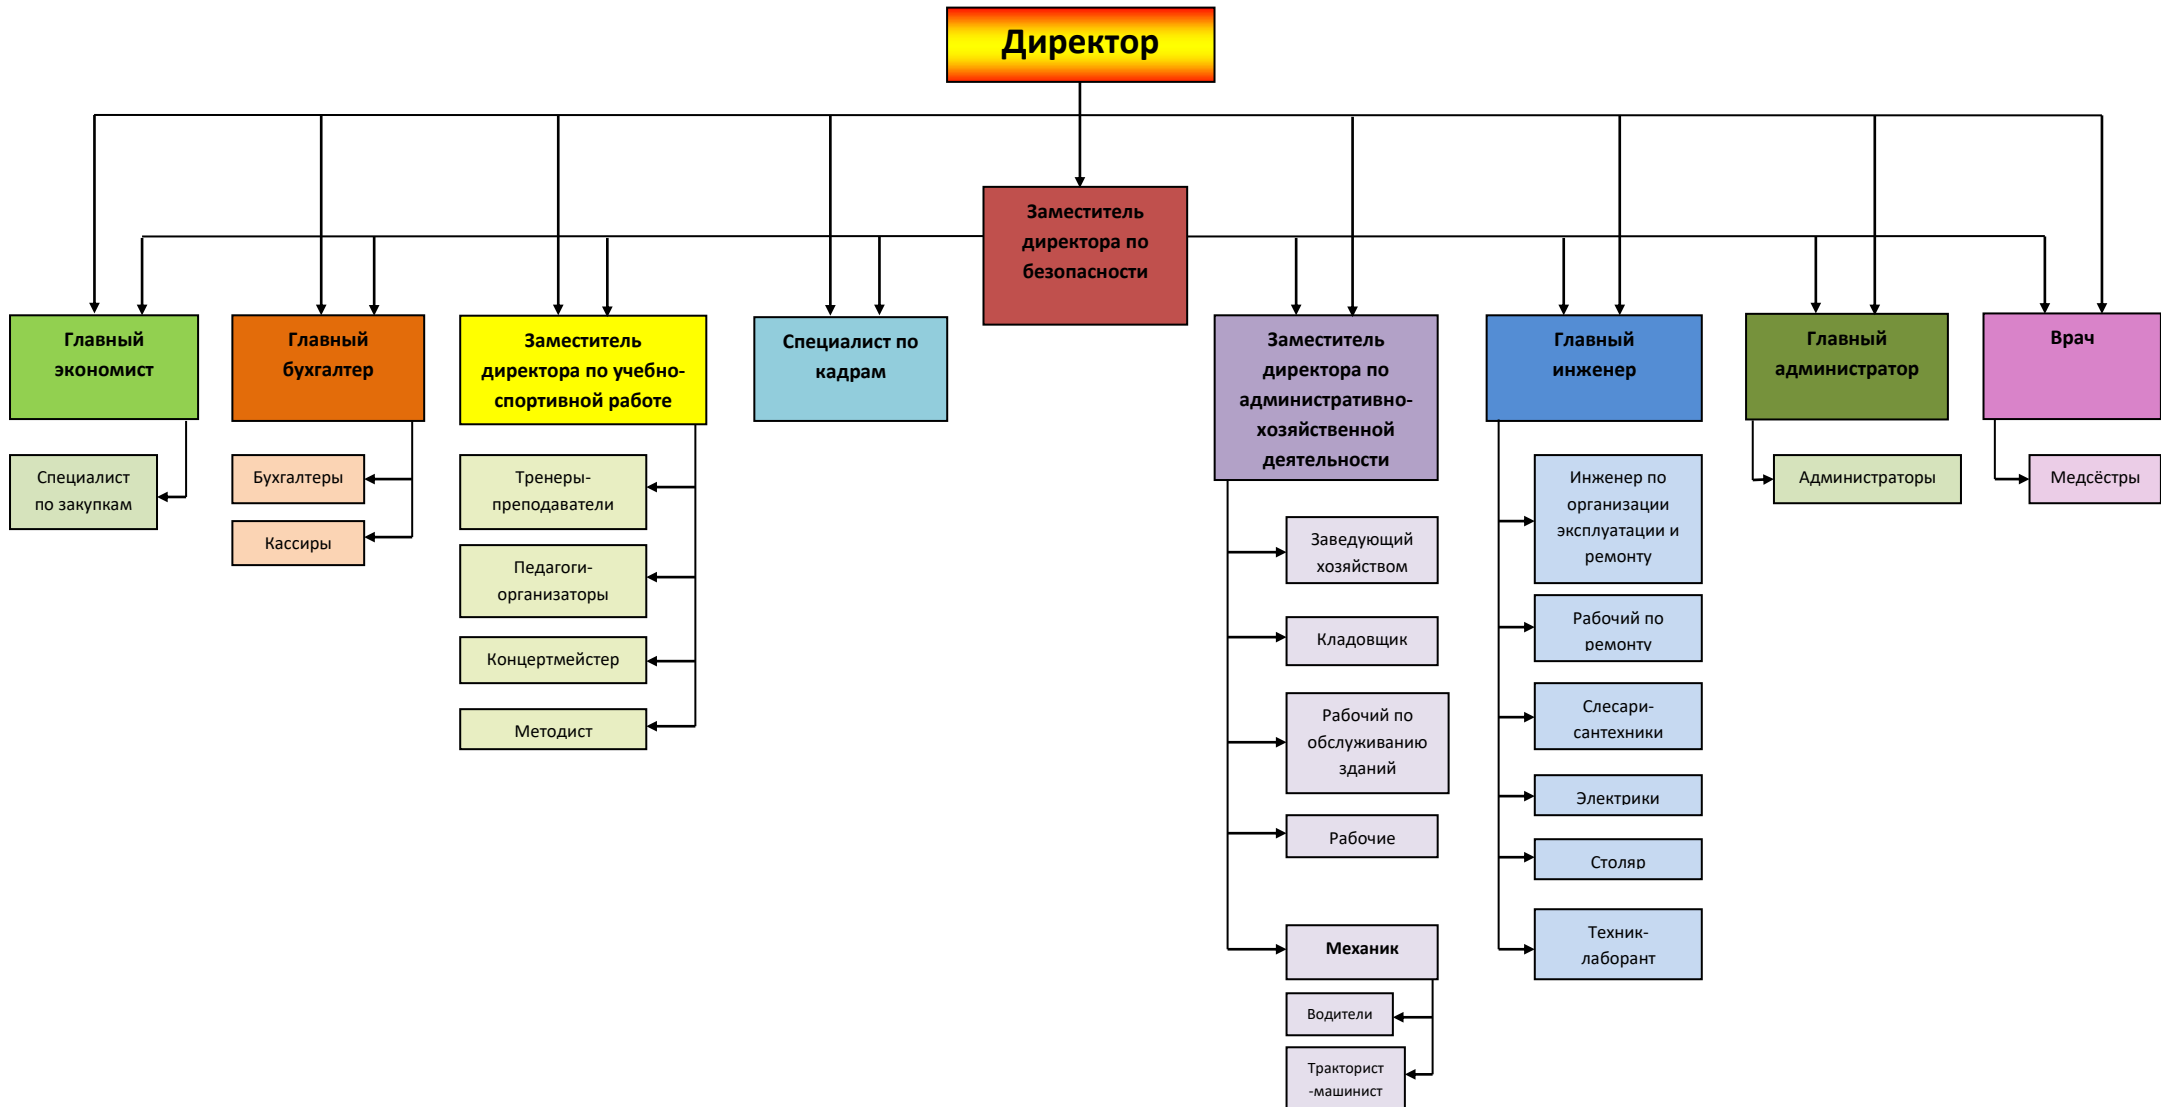 Директор
Заместитель
директора по
безопасности
Главный
экономист
Главный
бухгалтер
Заместитель
директора по учебно-
спортивной работе
Специалист по
кадрам
Заместитель
директора по
административно-
хозяйственной
деятельности
Главный
инженер
Главный
администратор
Врач
Специалист
по закупкам
Бухгалтеры
Кассиры
Тренеры-
преподаватели
Педагоги-
организаторы
Концертмейстер
Методист
Заведующий
хозяйством
Кладовщик
Рабочий по
обслуживанию
зданий
Рабочие
Механик
Водители
Тракторист
-машинист
Инженер по
организации
эксплуатации и
ремонту
Рабочий по
ремонту
Слесари-
сантехники
Электрики
Столяр
Техник-
лаборант
Администраторы
Медсёстры